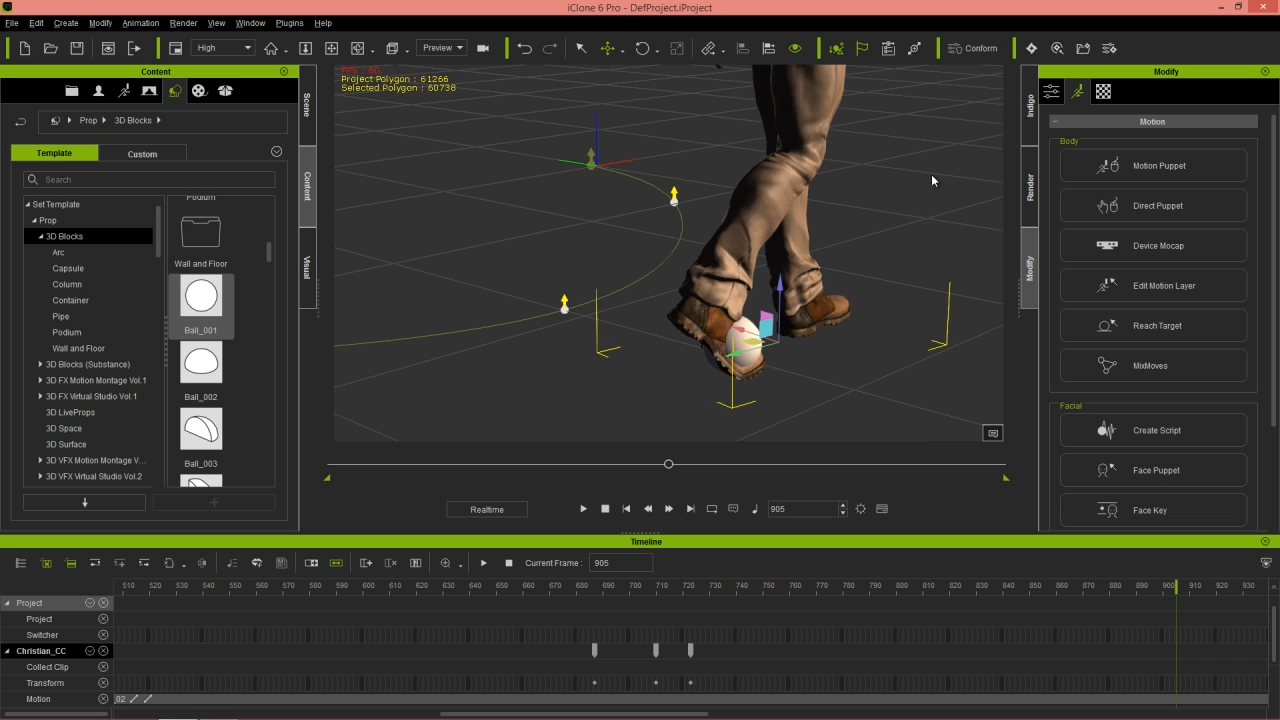 iClone 6 Pro - DefProject.iProject
File Edit Create Modify Animation Render View Window Plugins Help
High Preview Conform
Content
Modify
Prop 3D Blocks
Template Custom
Search
SetTemplate
Prop
3D Blocks
Arc
Capsule
Column
Container
Pipe
Podium
Wall and Floor
3D Blocks (Substance)
3D FX Motion Montage Vol.1
3D FX Virtual Studio Vol.1
3D LiveProps
3D Space
3D Surface
3D VFX Motion Montage V...
3D VFX Virtual Studio Vol.2
Podium
Wall and Floor
Ball_001
Ball_002
Ball_003
Scene
Content
Visual
Project Polygon : 61266
Selected Polygon : 60738
Indigo
Render
Modify
Motion
Body
Motion Puppet
Direct Puppet
Device Mocap
Edit Motion Layer
Reach Target
MixMoves
Facial
Create Script
Face Puppet
Face Key
Realtime
905
Timeline
Current Frame : 905
510 520 530 540 550 560 570 580 590 600 610 620 630 640 650 660 670 680 690 700 710 720 730 740 750 760 770 780 790 800 810 820 830 840 850 860 870 880 890 900 910 920 930
Project
Project
Switcher
Christian_CC
Collect Clip
Transform
Motion 02